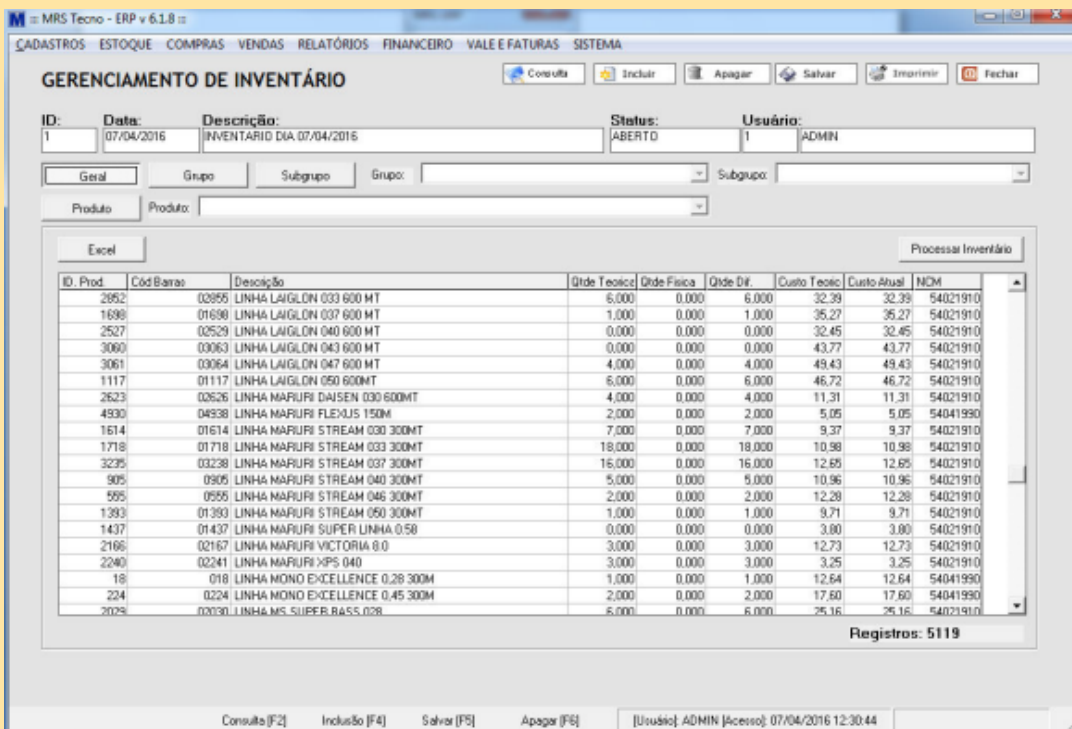 M :: MRS Tecno - ERP v 6.1.8 ::
CADASTROS ESTOQUE COMPRAS VENDAS RELATÓRIOS FINANCEIRO VALE E FATURAS SISTEMA
GERENCIAMENTO DE INVENTÁRIO Consulta Incluir Apagar Salvar Imprimir Fechar
ID: Data: Descrição: Status: Usuário:
1 07/04/2016 INVENTARIO DIA 07/04/2016 ABERTO 1 ADMIN
Geral Grupo Subgrupo Grupo: Subgrupo:
Produto Produto:
Excel Processar Inventário
ID. Prod. Cód Barras Descrição Qtde Teorica Qtde Fisica Qtde Dif. Custo Teoric Custo Atual NCM
2852 02855 LINHA LAIGLON 033 600 MT 6,000 0,000 6,000 32,39 32,39 54021910
1698 01698 LINHA LAIGLON 037 600 MT 1,000 0,000 1,000 35,27 35,27 54021910
2527 02529 LINHA LAIGLON 040 600 MT 0,000 0,000 0,000 32,45 32,45 54021910
3060 03063 LINHA LAIGLON 043 600 MT 0,000 0,000 0,000 43,77 43,77 54021910
3061 03064 LINHA LAIGLON 047 600 MT 4,000 0,000 4,000 49,43 49,43 54021910
1117 01117 LINHA LAIGLON 050 600MT 6,000 0,000 6,000 46,72 46,72 54021910
2623 02626 LINHA MARURI DAISEN 030 600MT 4,000 0,000 4,000 11,31 11,31 54021910
4930 04938 LINHA MARURI FLEXUS 150M 2,000 0,000 2,000 5,05 5,05 54041990
1614 01614 LINHA MARURI STREAM 030 300MT 7,000 0,000 7,000 9,37 9,37 54021910
1718 01718 LINHA MARURI STREAM 033 300MT 18,000 0,000 18,000 10,98 10,98 54021910
3235 03238 LINHA MARURI STREAM 037 300MT 16,000 0,000 16,000 12,65 12,65 54021910
905 0905 LINHA MARURI STREAM 040 300MT 5,000 0,000 5,000 10,96 10,96 54021910
555 0555 LINHA MARURI STREAM 046 300MT 2,000 0,000 2,000 12,28 12,28 54021910
1393 01393 LINHA MARURI STREAM 050 300MT 1,000 0,000 1,000 9,71 9,71 54021910
1437 01437 LINHA MARURI SUPER LINHA 0.58 0,000 0,000 0,000 3,80 3,80 54021910
2166 02167 LINHA MARURI VICTORIA 8.0 3,000 0,000 3,000 12,73 12,73 54021910
2240 02241 LINHA MARURI XPS 040 3,000 0,000 3,000 3,25 3,25 54021910
18 018 LINHA MONO EXCELLENCE 0,28 300M 1,000 0,000 1,000 12,64 12,64 54041990
224 0224 LINHA MONO EXCELLENCE 0,45 300M 2,000 0,000 2,000 17,60 17,60 54041990
2029 02030 LINHA MS SUPER BASS 028 6,000 0,000 6,000 25,16 25,16 54021910
Registros: 5119
Consulta [F2] Inclusão [F4] Salvar [F5] Apagar [F6] [Usuário]: ADMIN [Acesso]: 07/04/2016 12:30:44